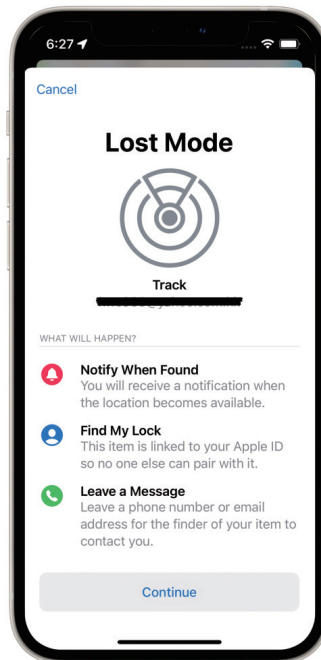 6:27
Cancel
Lost Mode
Track
WHAT WILL HAPPEN?
Notify When Found
You will receive a notification when
the location becomes available.
Find My Lock
This item is linked to your Apple ID
so no one else can pair with it.
Leave a Message
Leave a phone number or email
address for the finder of your item to
contact you.
Continue